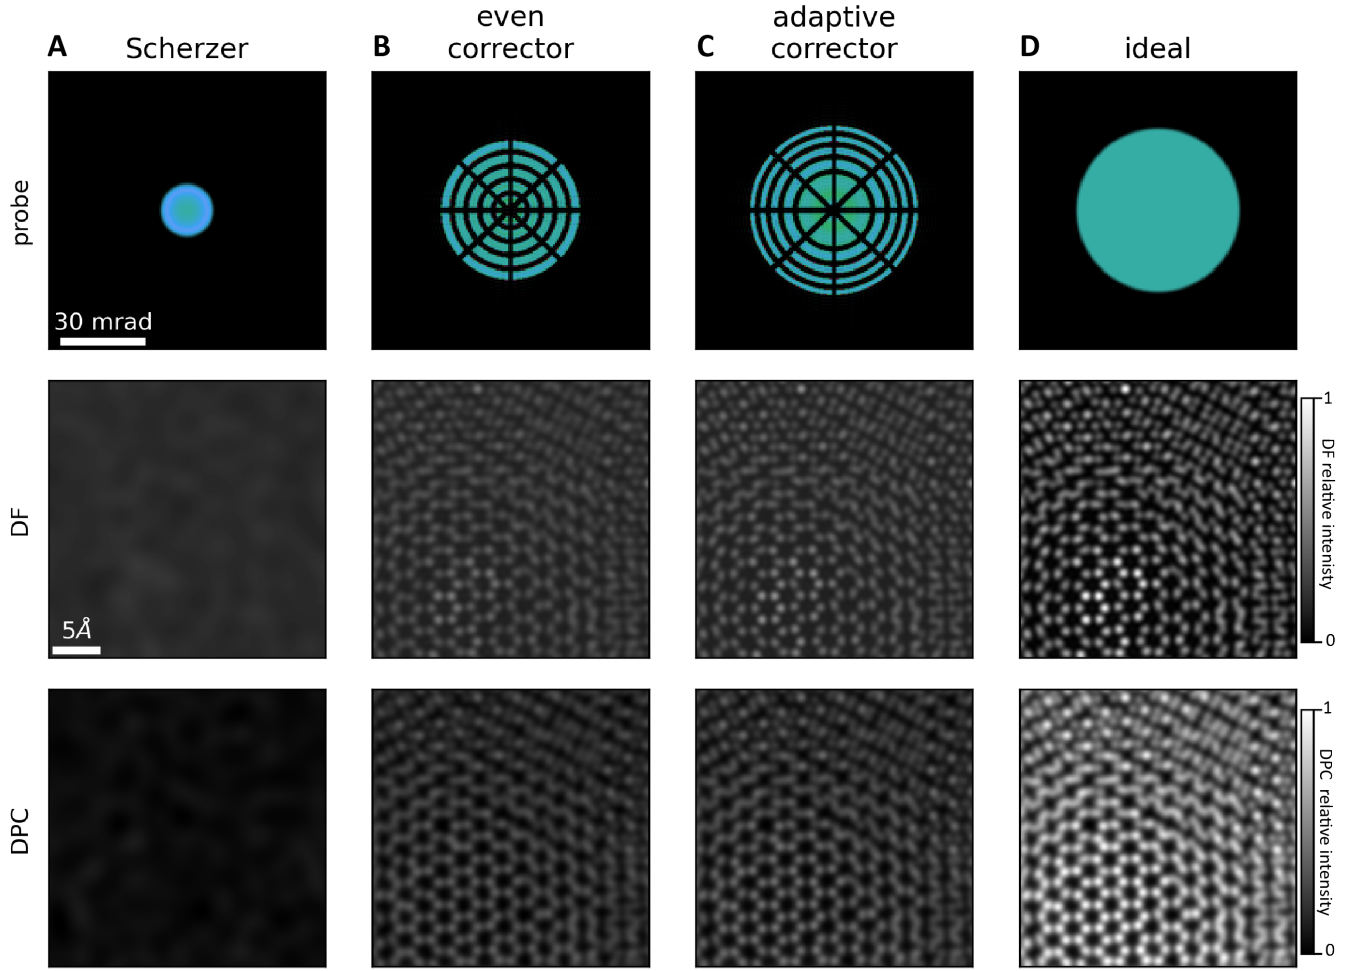 A Scherzer
B even
corrector
C adaptive
corrector
D ideal
probe
30 mrad
DF
5Å
1
DF relative intenisty
0
DPC
1
DPC relative intensity
0